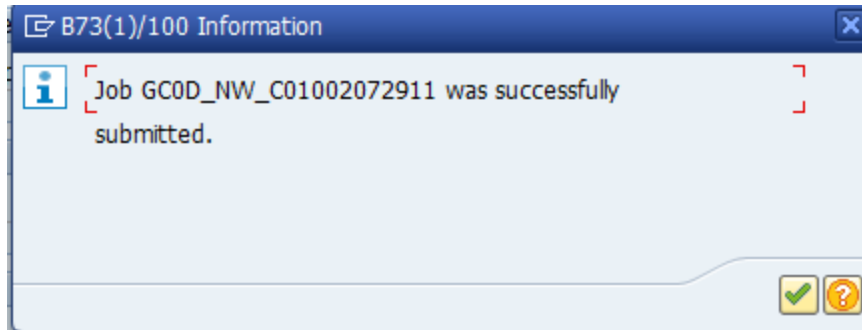 B73(1)/100 Information
Job GC0D_NW_C01002072911 was successfully
submitted.